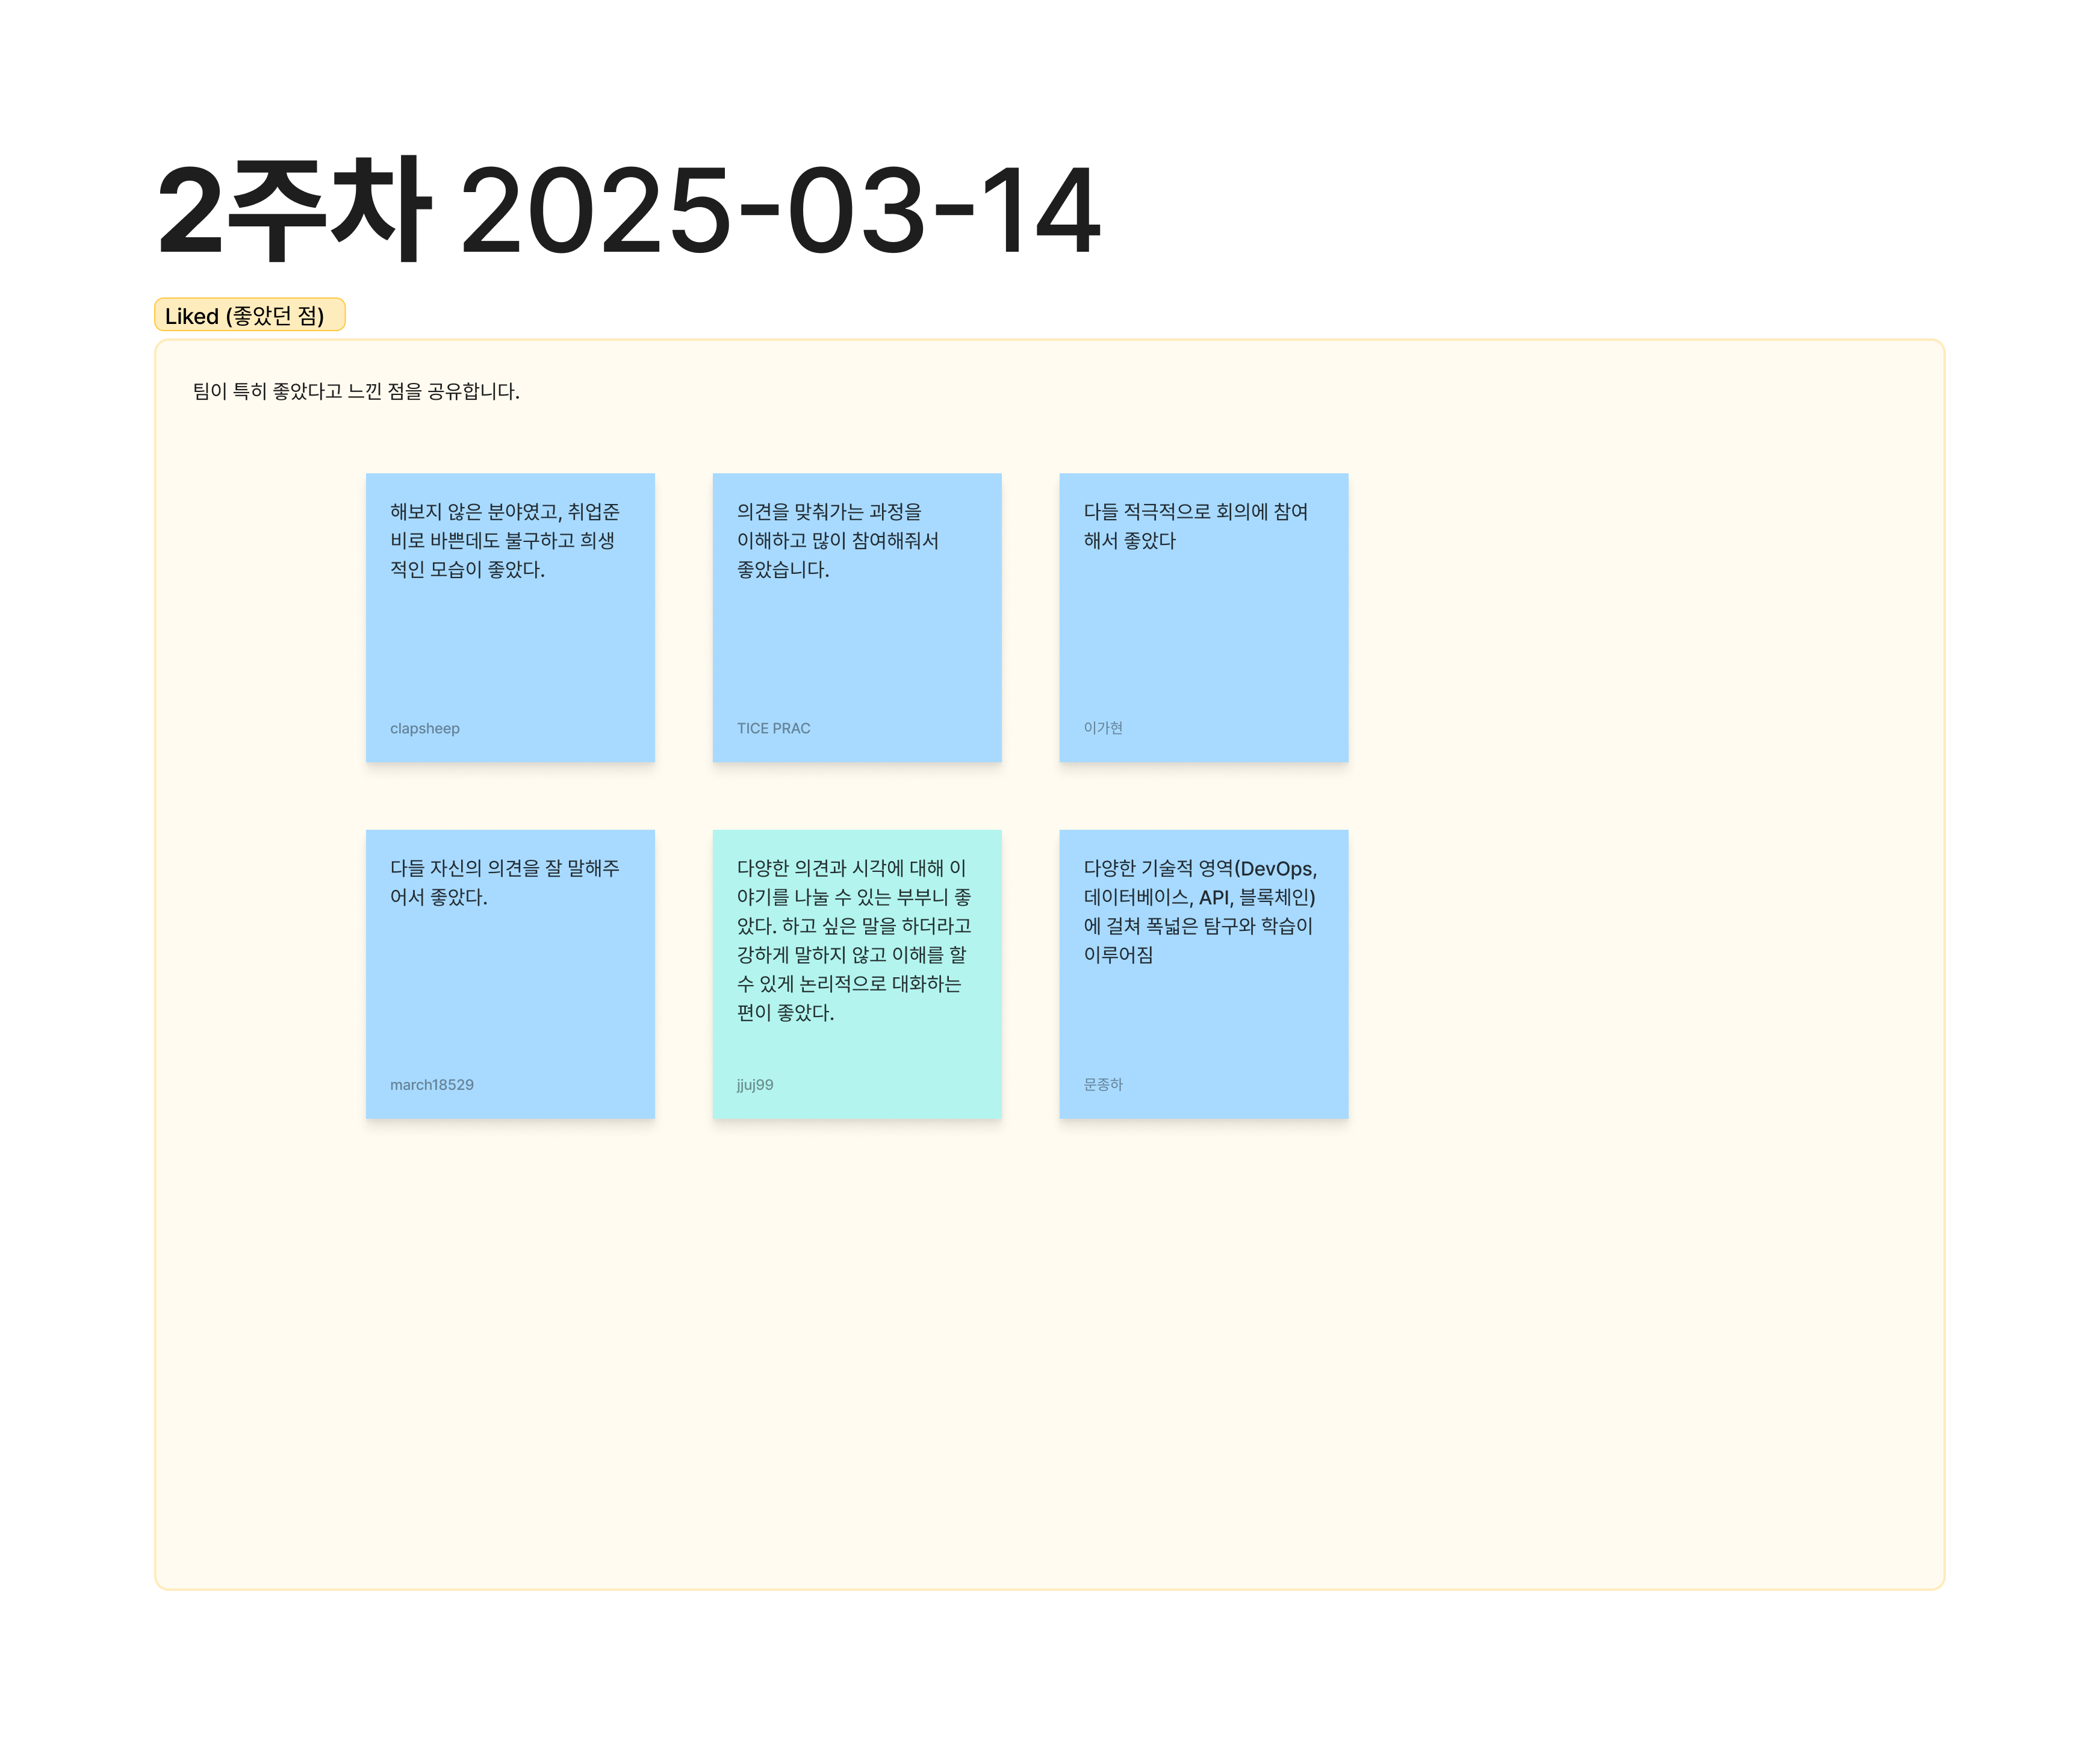 2주차 2025-03-14
Liked (좋았던 점)
팀이 특히 좋았다고 느낀 점을 공유합니다.
해보지 않은 분야였고, 취업준
비로 바쁜데도 불구하고 희생
적인 모습이 좋았다.
clapsheep
의견을 맞춰가는 과정을
이해하고 많이 참여해줘서
좋았습니다.
TICE PRAC
다들 적극적으로 회의에 참여
해서 좋았다
이가현
다들 자신의 의견을 잘 말해주
어서 좋았다.
march18529
다양한 의견과 시각에 대해 이
야기를 나눌 수 있는 부부니 좋
았다. 하고 싶은 말을 하더라고
강하게 말하지 않고 이해를 할
수 있게 논리적으로 대화하는
편이 좋았다.
jjuj99
다양한 기술적 영역(DevOps,
데이터베이스, API, 블록체인)
에 걸쳐 폭넓은 탐구와 학습이
이루어짐
문종하